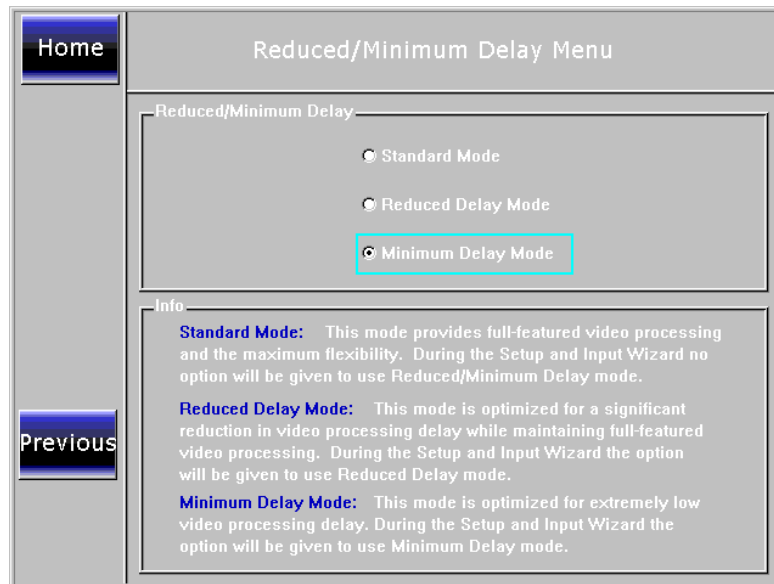 Home
Reduced/Minimum Delay Menu
Reduced/Minimum Delay
Standard Mode
Reduced Delay Mode
Minimum Delay Mode
Info
Standard Mode: This mode provides full-featured video processing
and the maximum flexibility. During the Setup and Input Wizard no
option will be given to use Reduced/Minimum Delay mode.
Reduced Delay Mode: This mode is optimized for a significant
reduction in video processing delay while maintaining full-featured
video processing. During the Setup and Input Wizard the option
will be given to use Reduced Delay mode.
Minimum Delay Mode: This mode is optimized for extremely low
video processing delay. During the Setup and Input Wizard the
option will be given to use Minimum Delay mode.
Previous